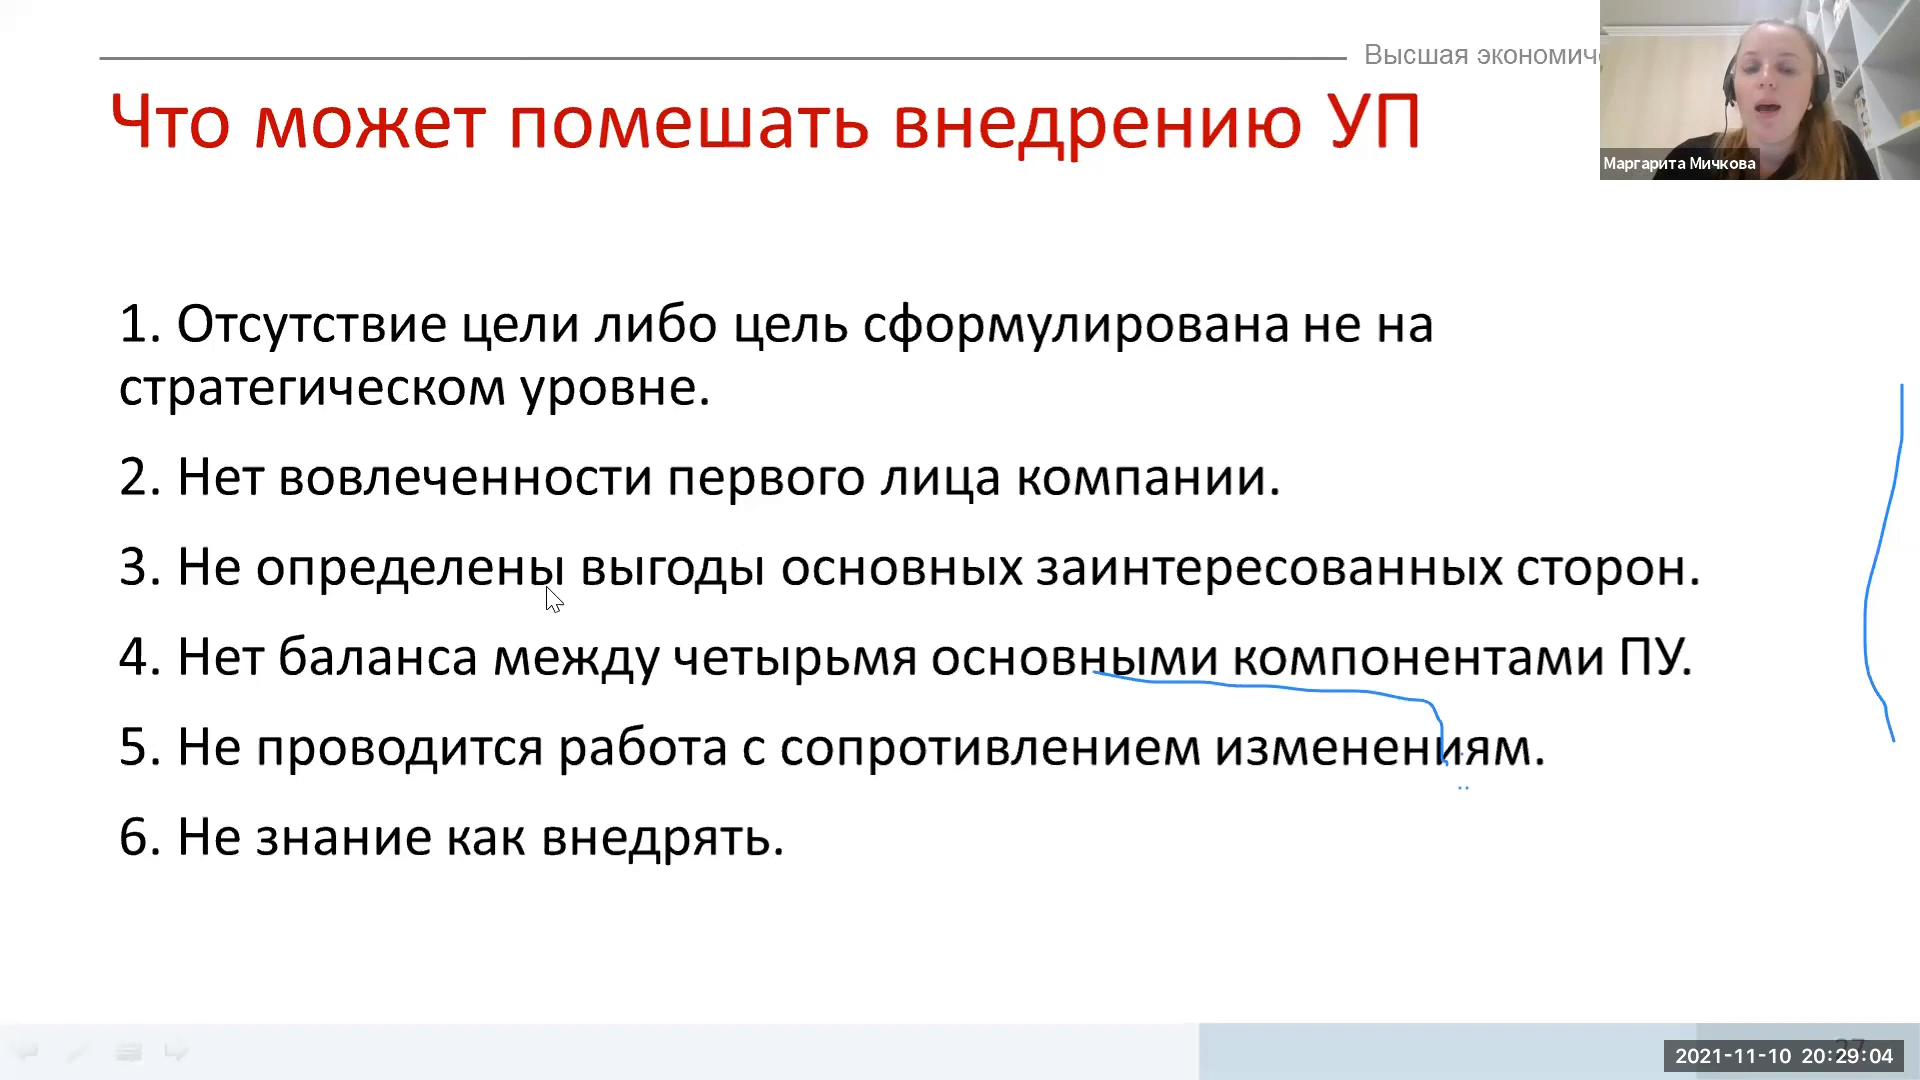 Высшая экономич
Что может помешать внедрению УП
Маргарита Мичкова
1. Отсутствие цели либо цель сформулирована не на
стратегическом уровне.
2. Нет вовлеченности первого лица компании.
3. Не определены выгоды основных заинтересованных сторон.
4. Нет баланса между четырьмя основными компонентами ПУ.
5. Не проводится работа с сопротивлением изменениям.
6. Не знание как внедрять.
2021-11-10 20:29:04